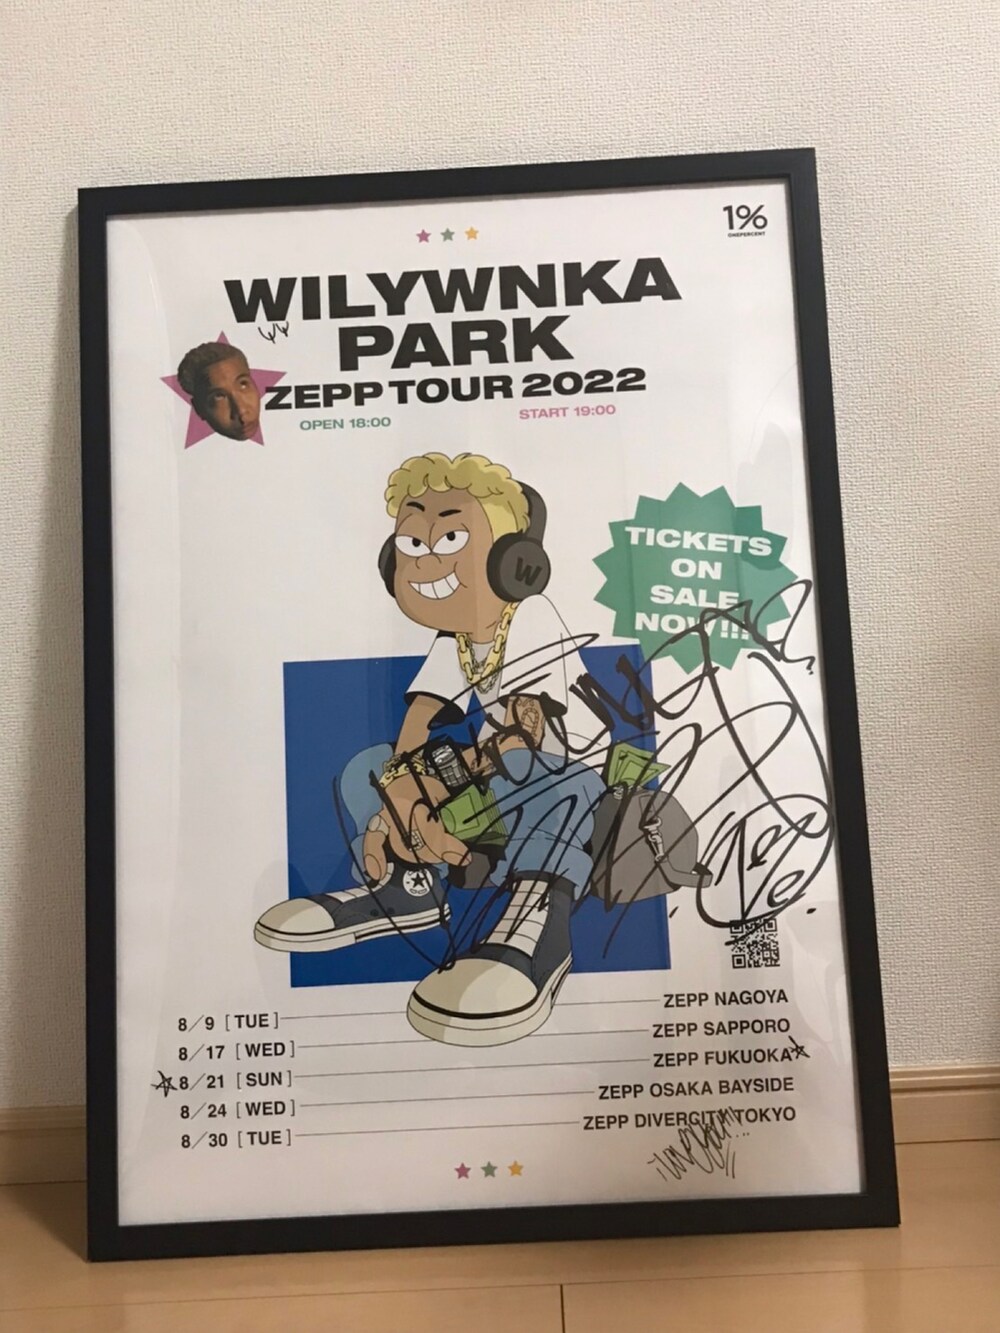 1%
ONEPERCENT
WILYWNKA
PARK
ZEPP TOUR 2022
OPEN 18:00
START 19:00
TICKETS
ON
SALE
NOW!!!
W
8/9 [TUE] ZEPP NAGOYA
8/17 [WED] ZEPP SAPPORO
8/21 [SUN] ZEPP FUKUOKA
8/24 [WED] ZEPP OSAKA BAYSIDE
8/30 [TUE] ZEPP DIVERCITY TOKYO